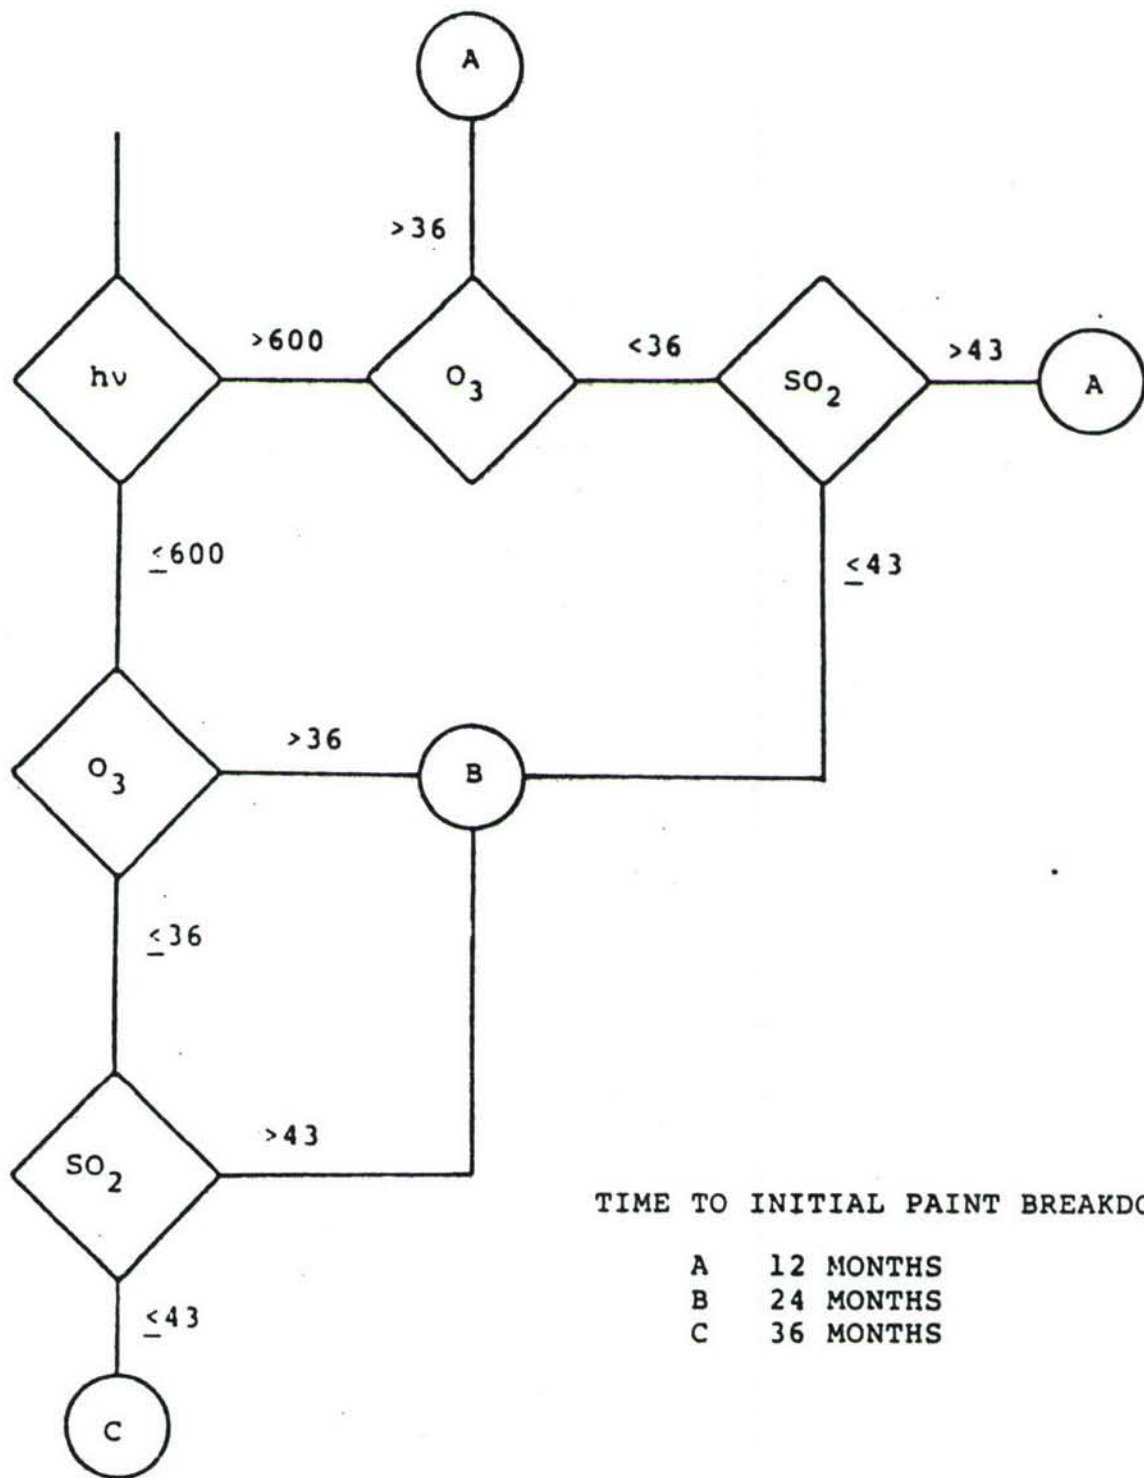 A
>36
>600
<36
>43
hν
O3
SO2
A
≤600
≤43
>36
O3
B
≤36
>43
SO2
TIME TO INITIAL PAINT BREAKDO
A 12 MONTHS
B 24 MONTHS
C 36 MONTHS
≤43
C